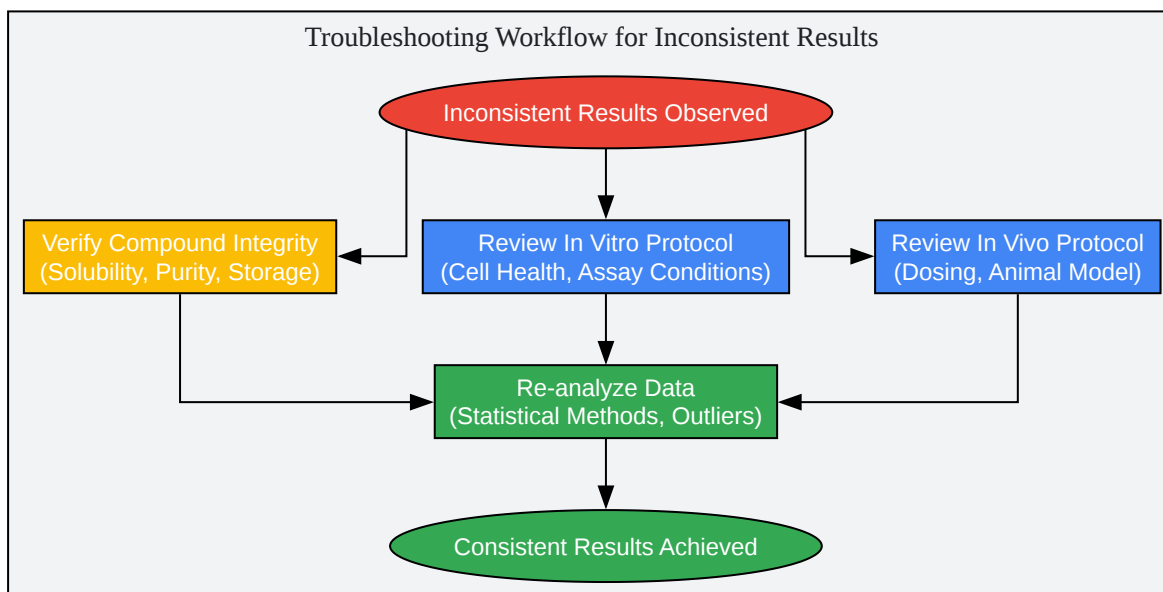 Troubleshooting Workflow for Inconsistent Results
Inconsistent Results Observed
Verify Compound Integrity
(Solubility, Purity, Storage)
Review In Vitro Protocol
(Cell Health, Assay Conditions)
Review In Vivo Protocol
(Dosing, Animal Model)
Re-analyze Data
(Statistical Methods, Outliers)
Consistent Results Achieved